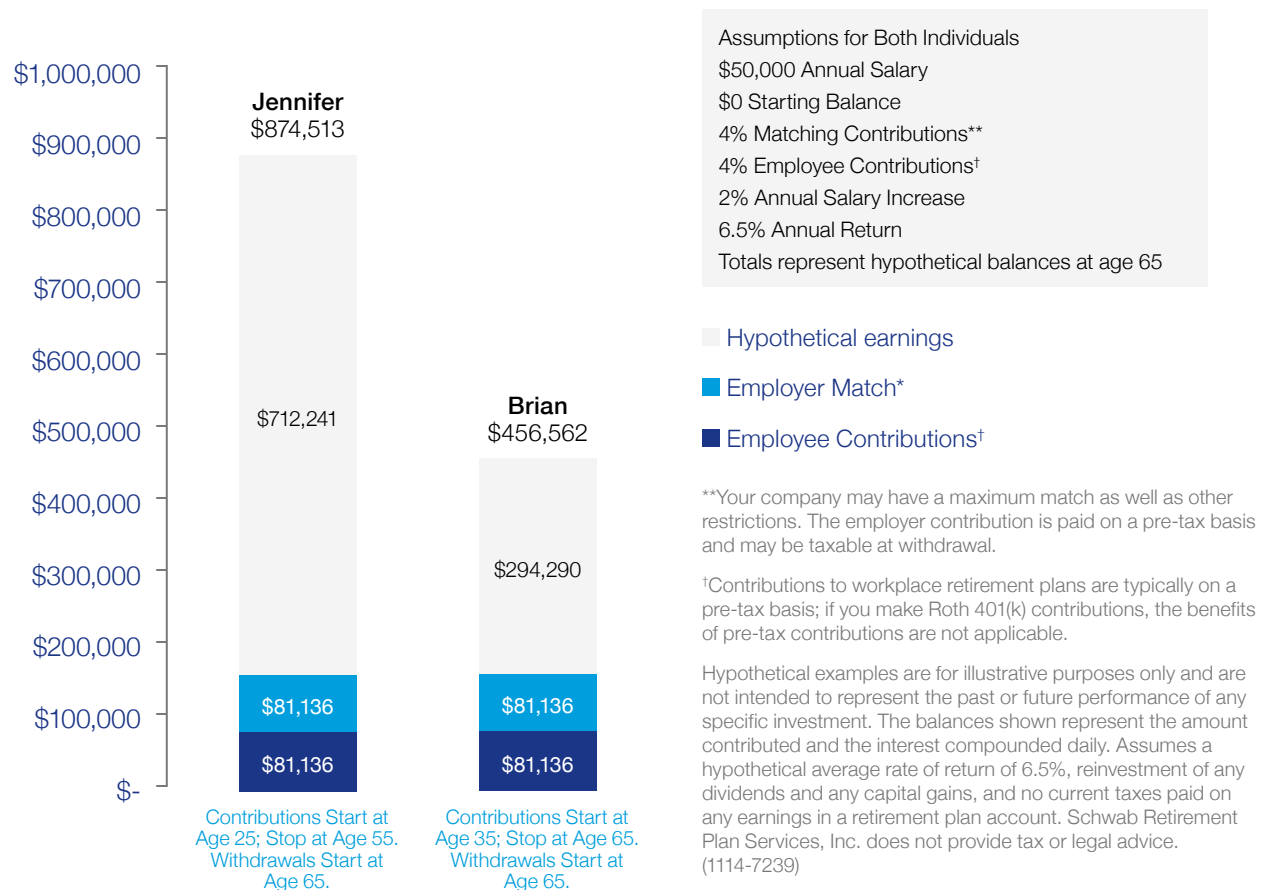 $1,000,000
$900,000
$800,000
$700,000
$600,000
$500,000
$400,000
$300,000
$200,000
$100,000
$-
Jennifer
$874,513
$712,241
$81,136
$81,136
Contributions Start at
Age 25; Stop at Age 55.
Withdrawals Start at
Age 65.
Brian
$456,562
$294,290
$81,136
$81,136
Contributions Start at
Age 35; Stop at Age 65.
Withdrawals Start at
Age 65.
Assumptions for Both Individuals
$50,000 Annual Salary
$0 Starting Balance
4% Matching Contributions**
4% Employee Contributions†
2% Annual Salary Increase
6.5% Annual Return
Totals represent hypothetical balances at age 65
Hypothetical earnings
Employer Match*
Employee Contributions†
**Your company may have a maximum match as well as other
restrictions. The employer contribution is paid on a pre-tax basis
and may be taxable at withdrawal.
†Contributions to workplace retirement plans are typically on a
pre-tax basis; if you make Roth 401(k) contributions, the benefits
of pre-tax contributions are not applicable.
Hypothetical examples are for illustrative purposes only and are
not intended to represent the past or future performance of any
specific investment. The balances shown represent the amount
contributed and the interest compounded daily. Assumes a
hypothetical average rate of return of 6.5%, reinvestment of any
dividends and any capital gains, and no current taxes paid on
any earnings in a retirement plan account. Schwab Retirement
Plan Services, Inc. does not provide tax or legal advice.
(1114-7239)